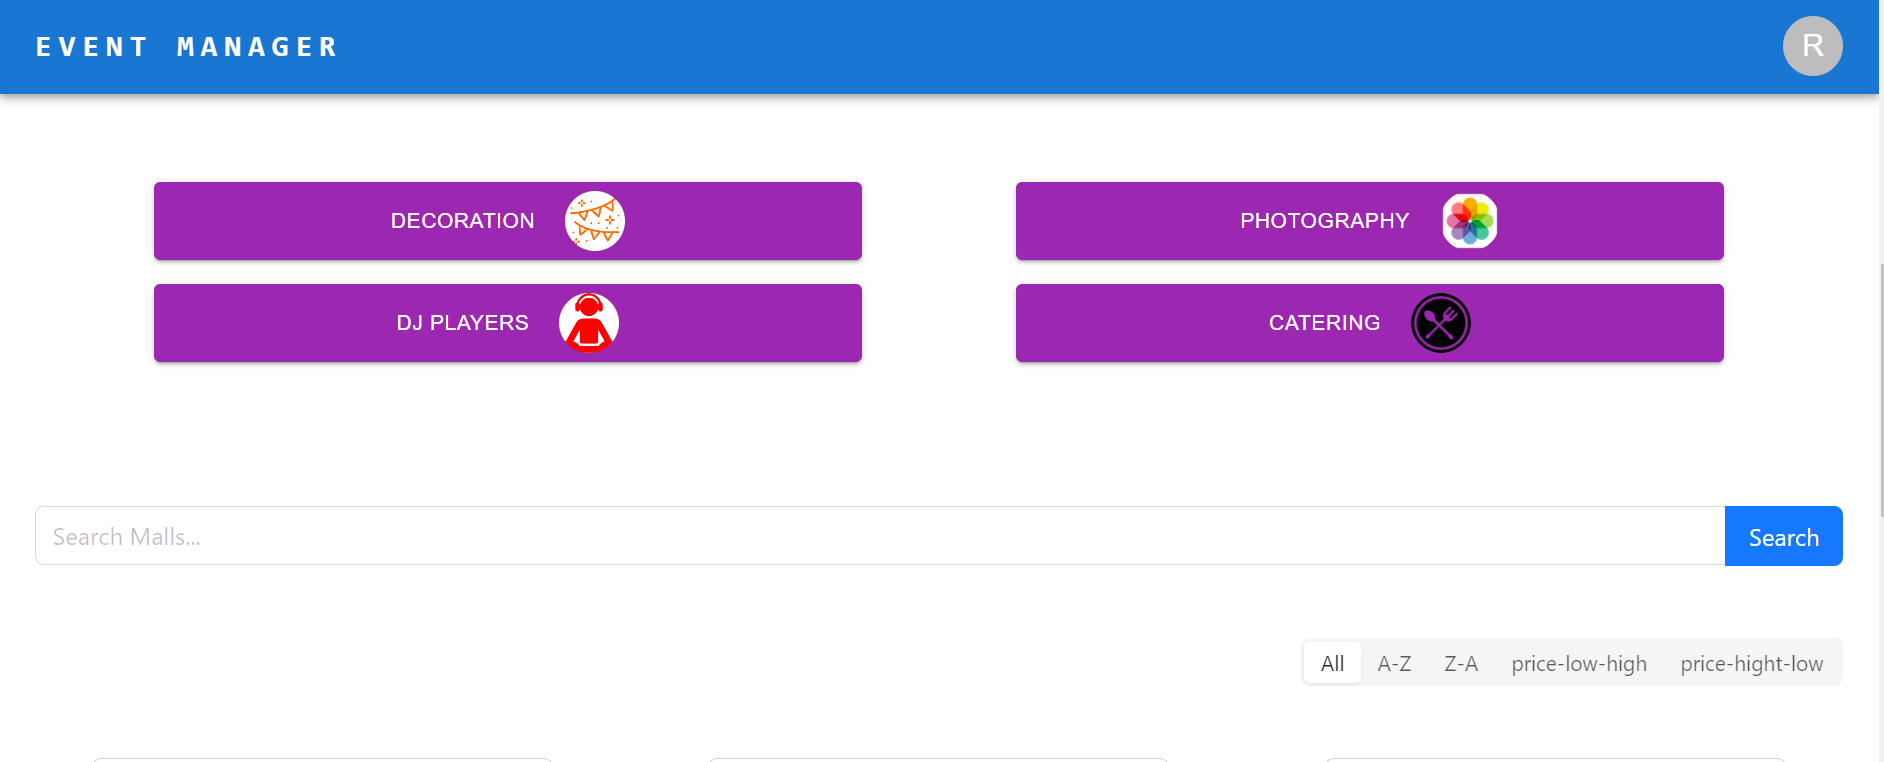 EVENT MANAGER
R
DECORATION
PHOTOGRAPHY
DJ PLAYERS
CATERING
Search Malls...
Search
All A-Z Z-A price-low-high price-hight-low